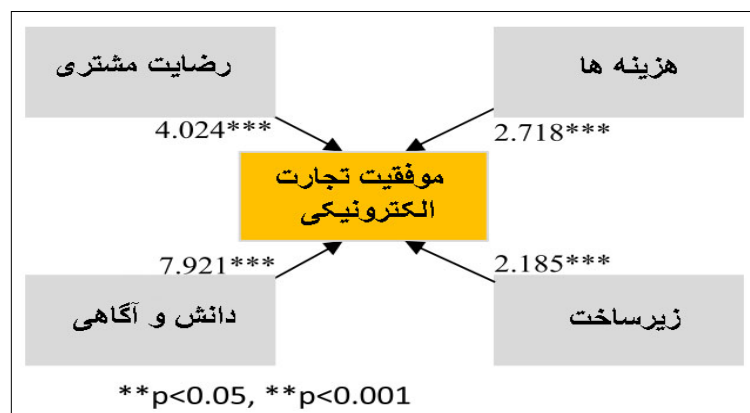 رضایت مشتری
هزینه ها
4.024***
2.718***
موفقیت تجارت
الکترونیکی
7.921***
2.185***
دانش و آگاهی
زیرساخت
**p<0.05, **p<0.001